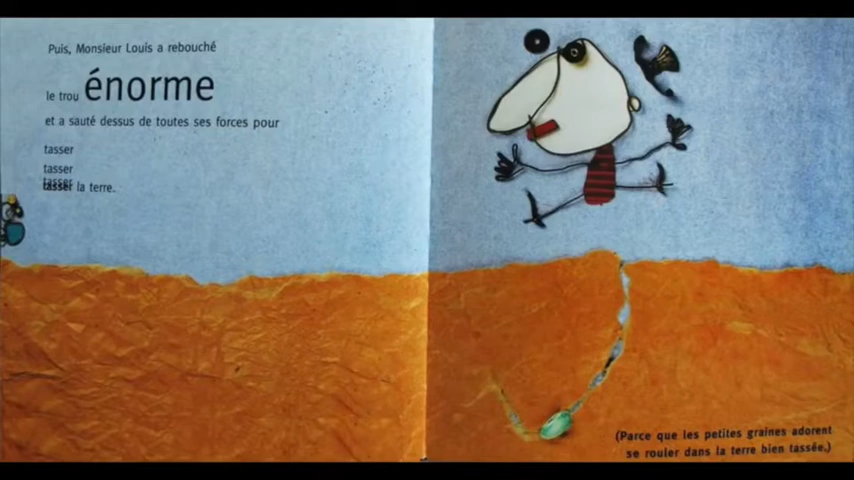 Puis, Monsieur Louis a rebouché
le trou énorme
et a sauté dessus de toutes ses forces pour
tasser
tasser
tasser
tasser la terre.
(Parce que les petites graines adorent
se rouler dans la terre bien tassée.)